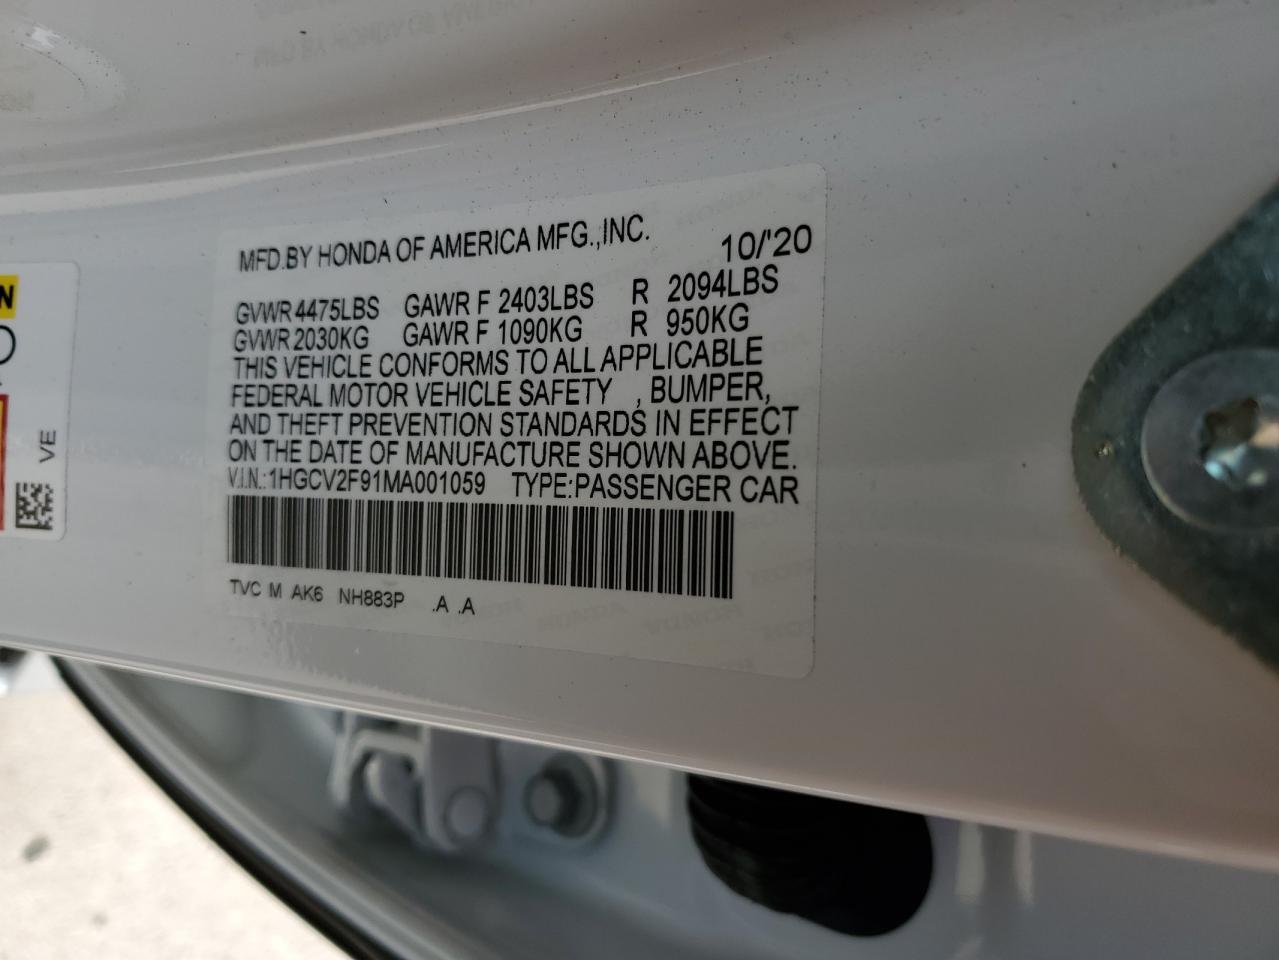 MFD.BY HONDA OF AMERICA MFG.,INC. 10/'20
GVWR 4475LBS GAWR F 2403LBS R 2094LBS
GVWR 2030KG GAWR F 1090KG R 950KG
THIS VEHICLE CONFORMS TO ALL APPLICABLE
FEDERAL MOTOR VEHICLE SAFETY , BUMPER,
AND THEFT PREVENTION STANDARDS IN EFFECT
ON THE DATE OF MANUFACTURE SHOWN ABOVE.
V.I.N.:1HGCV2F91MA001059 TYPE:PASSENGER CAR
TVC M AK6 NH883P .A .A
VE